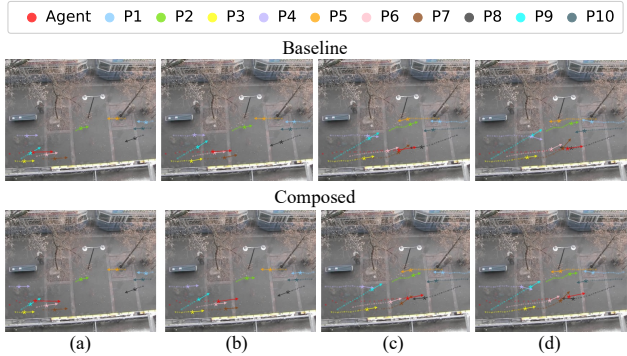 Agent P1 P2 P3 P4 P5 P6 P7 P8 P9 P10
Baseline
Composed
(a) (b) (c) (d)